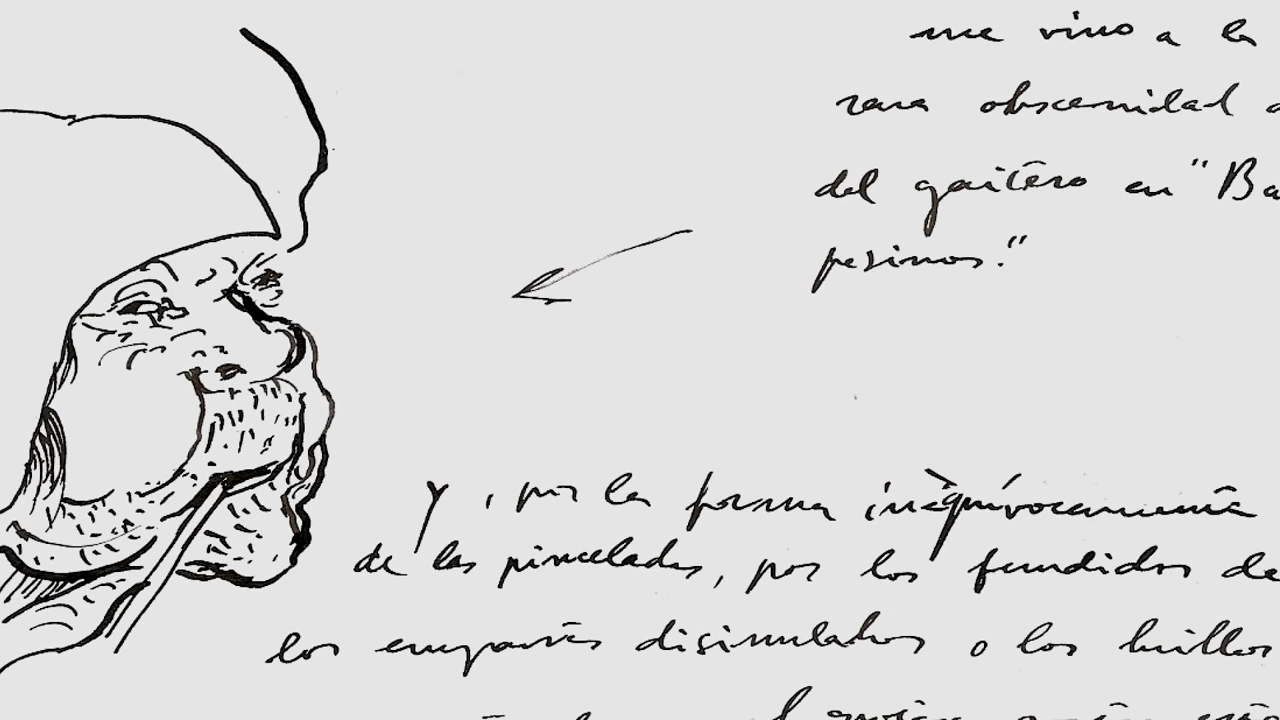 me vino a la
rara obscenidad
del gaitero en "Ba
pesinos."
y, por la forma inequívocamente
de las pinceladas, por los fundidos de
los empastes disimulados o los brillos